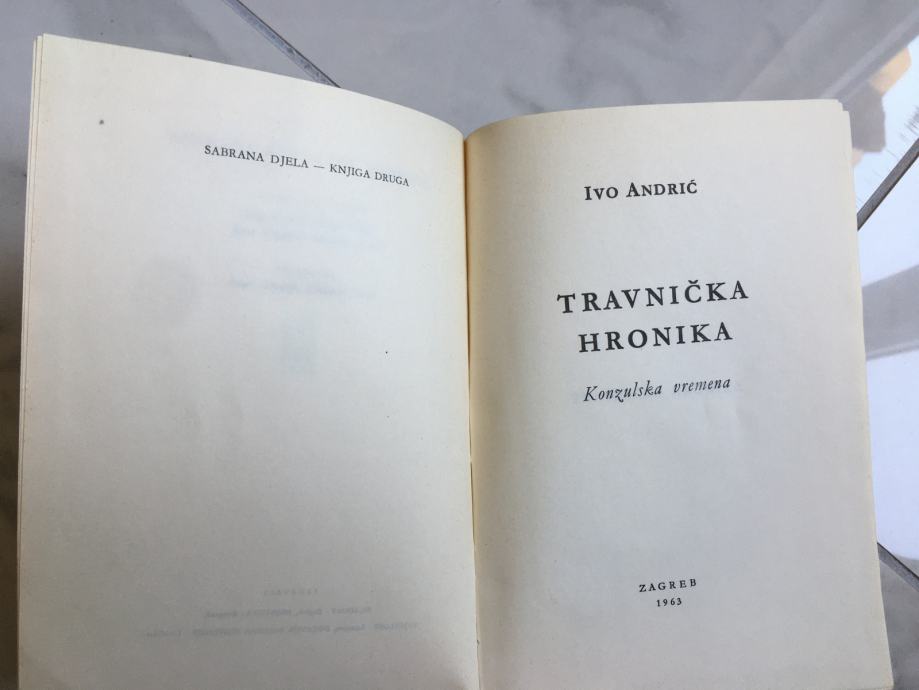 SABRANA DJELA — KNJIGA DRUGA
IVO ANDRIĆ
TRAVNIČKA
HRONIKA
Konzulska vremena
ZAGREB
1963